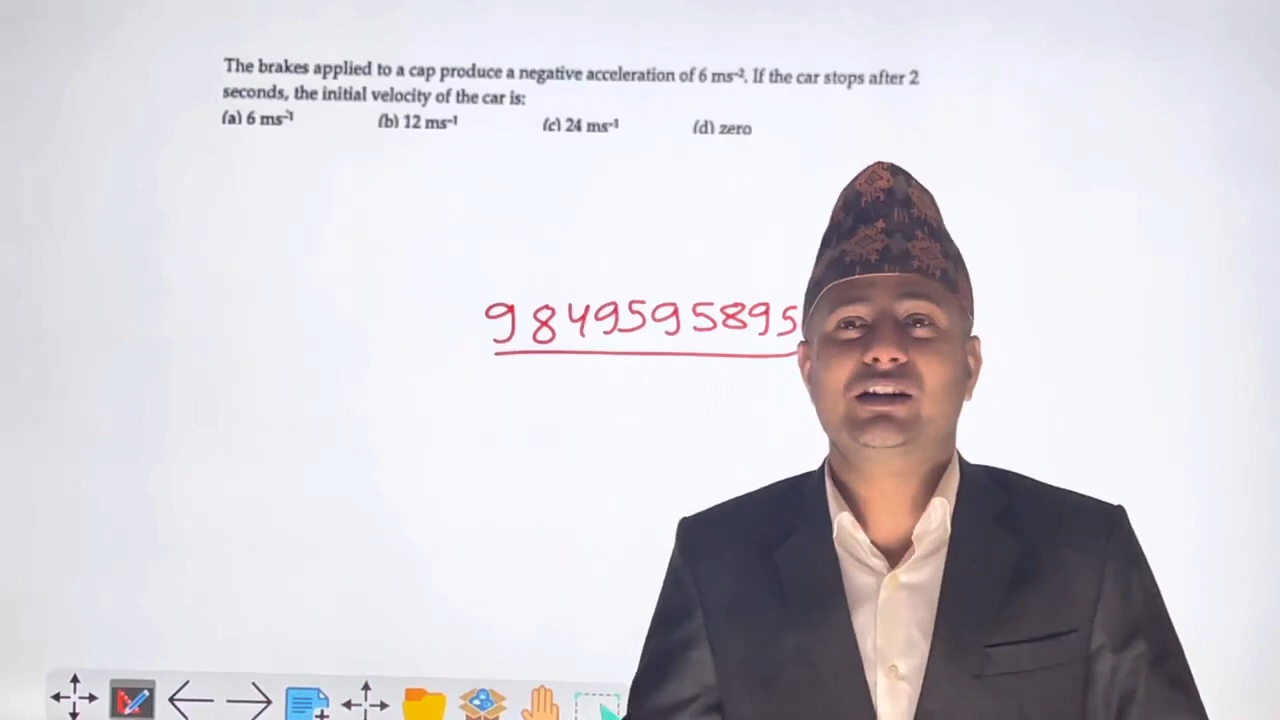 The brakes applied to a cap produce a negative acceleration of 6 ms⁻². If the car stops after 2
seconds, the initial velocity of the car is:
(a) 6 ms⁻¹ (b) 12 ms⁻¹ (c) 24 ms⁻¹ (d) zero
9849595895